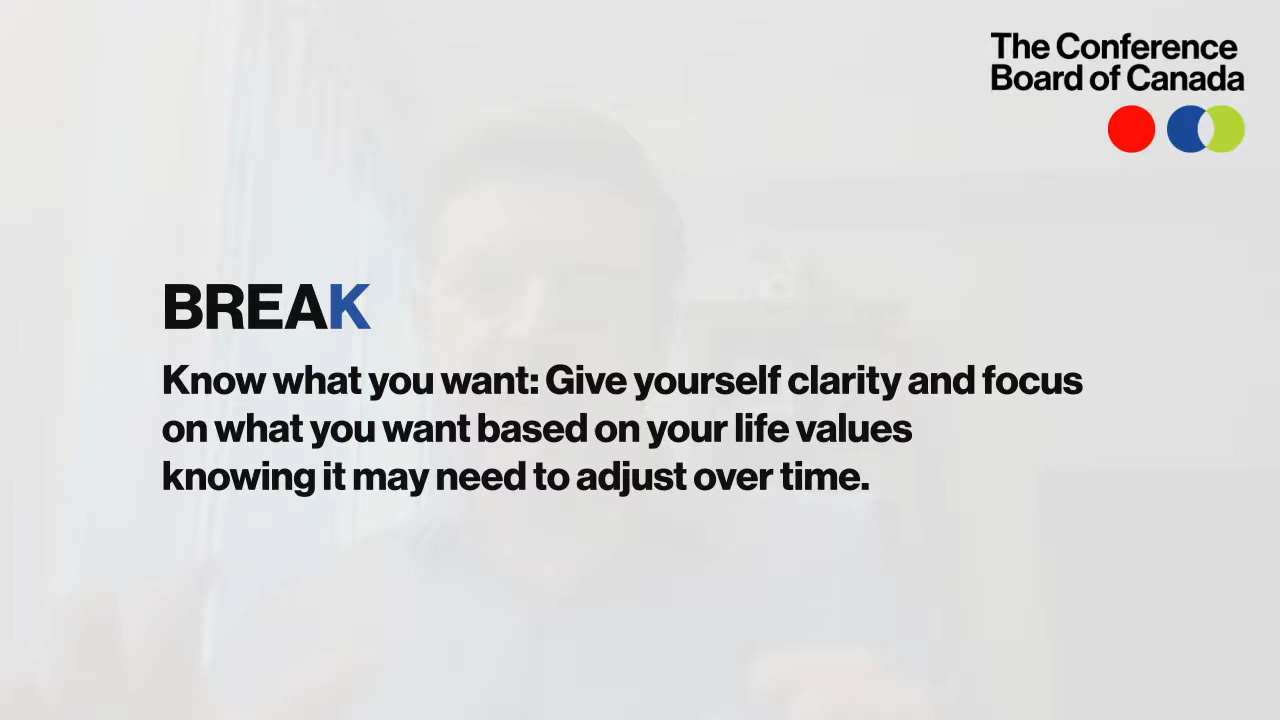 The Conference
Board of Canada
BREAK
Know what you want: Give yourself clarity and focus
on what you want based on your life values
knowing it may need to adjust over time.